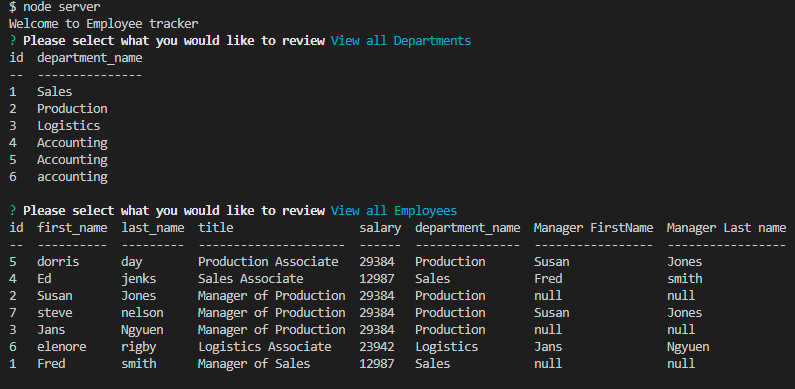 $ node server
Welcome to Employee tracker
? Please select what you would like to review View all Departments
id  department_name
--  ---------------
1   Sales
2   Production
3   Logistics
4   Accounting
5   Accounting
6   accounting
? Please select what you would like to review View all Employees
id  first_name  last_name  title                  salary  department_name  Manager FirstName  Manager Last name
--  ----------  ---------  ---------------------  ------  ---------------  -----------------  -----------------
5   dorris      day        Production Associate   29384   Production       Susan              Jones
4   Ed          jenks      Sales Associate        12987   Sales            Fred               smith
2   Susan       Jones      Manager of Production  29384   Production       null               null
7   steve       nelson     Manager of Production  29384   Production       Susan              Jones
3   Jans        Ngyuen     Manager of Production  29384   Production       null               null
6   elenore     rigby      Logistics Associate    23942   Logistics        Jans               Ngyuen
1   Fred        smith      Manager of Sales       12987   Sales            null               null